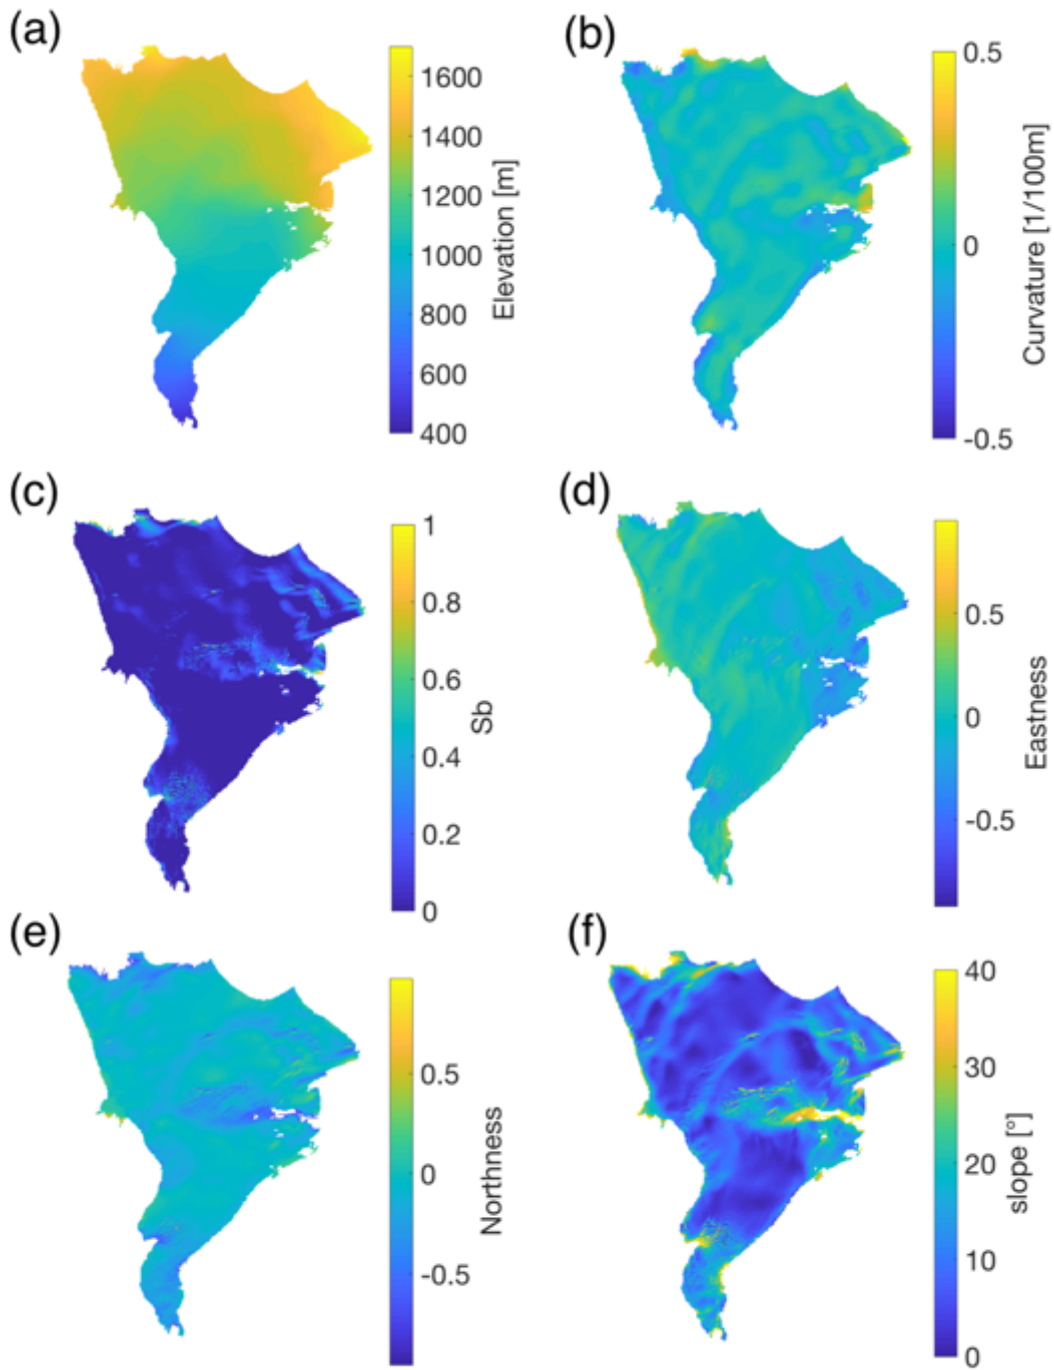 (a)
1600
1400
1200
1000
800
600
400
Elevation [m]
(b)
0.5
0
-0.5
Curvature [1/100m]
(c)
1
0.8
0.6
0.4
0.2
0
Sb
(d)
0.5
0
-0.5
Eastness
(e)
0.5
0
-0.5
Northness
(f)
40
30
20
10
0
slope [°]